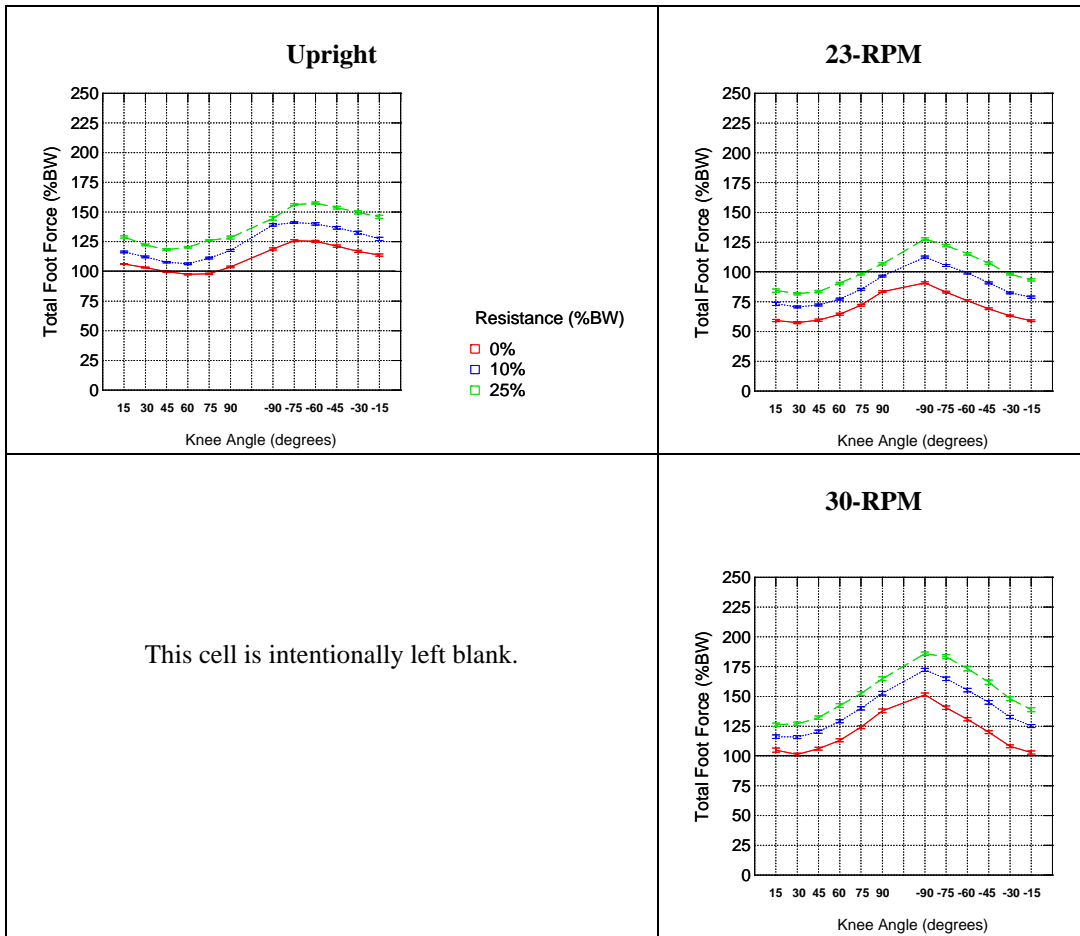 Upright
250
225
200
175
150
125
100
75
50
25
0
Total Foot Force (%BW)
15 30 45 60 75 90 -90 -75 -60 -45 -30 -15
Knee Angle (degrees)
Resistance (%BW)
0%
10%
25%
23-RPM
250
225
200
175
150
125
100
75
50
25
0
Total Foot Force (%BW)
15 30 45 60 75 90 -90 -75 -60 -45 -30 -15
Knee Angle (degrees)
This cell is intentionally left blank.
30-RPM
250
225
200
175
150
125
100
75
50
25
0
Total Foot Force (%BW)
15 30 45 60 75 90 -90 -75 -60 -45 -30 -15
Knee Angle (degrees)